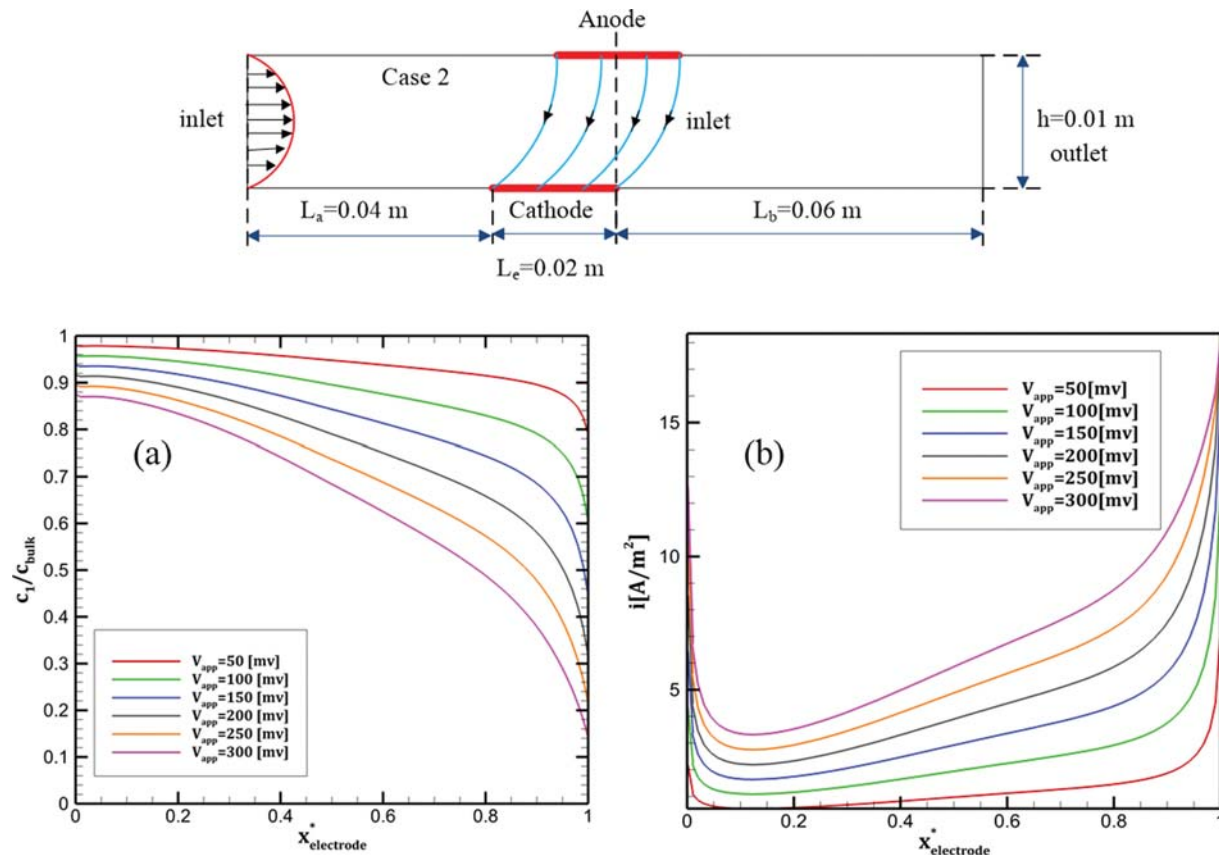 Anode
Case 2
inlet
inlet
h=0.01 m
outlet
Lₐ=0.04 m
Cathode
L_b=0.06 m
Lₑ=0.02 m
1
0.9
0.8
0.7
0.6
0.5
0.4
0.3
0.2
0.1
0
c₁/c_bulk
(a)
V_app=50 [mv]
V_app=100 [mv]
V_app=150 [mv]
V_app=200 [mv]
V_app=250 [mv]
V_app=300 [mv]
0 0.2 0.4 0.6 0.8 1
x*_electrode
15
10
5
i[A/m²]
(b)
V_app=50[mv]
V_app=100[mv]
V_app=150[mv]
V_app=200[mv]
V_app=250[mv]
V_app=300[mv]
0 0.2 0.4 0.6 0.8 1
x*_electrode